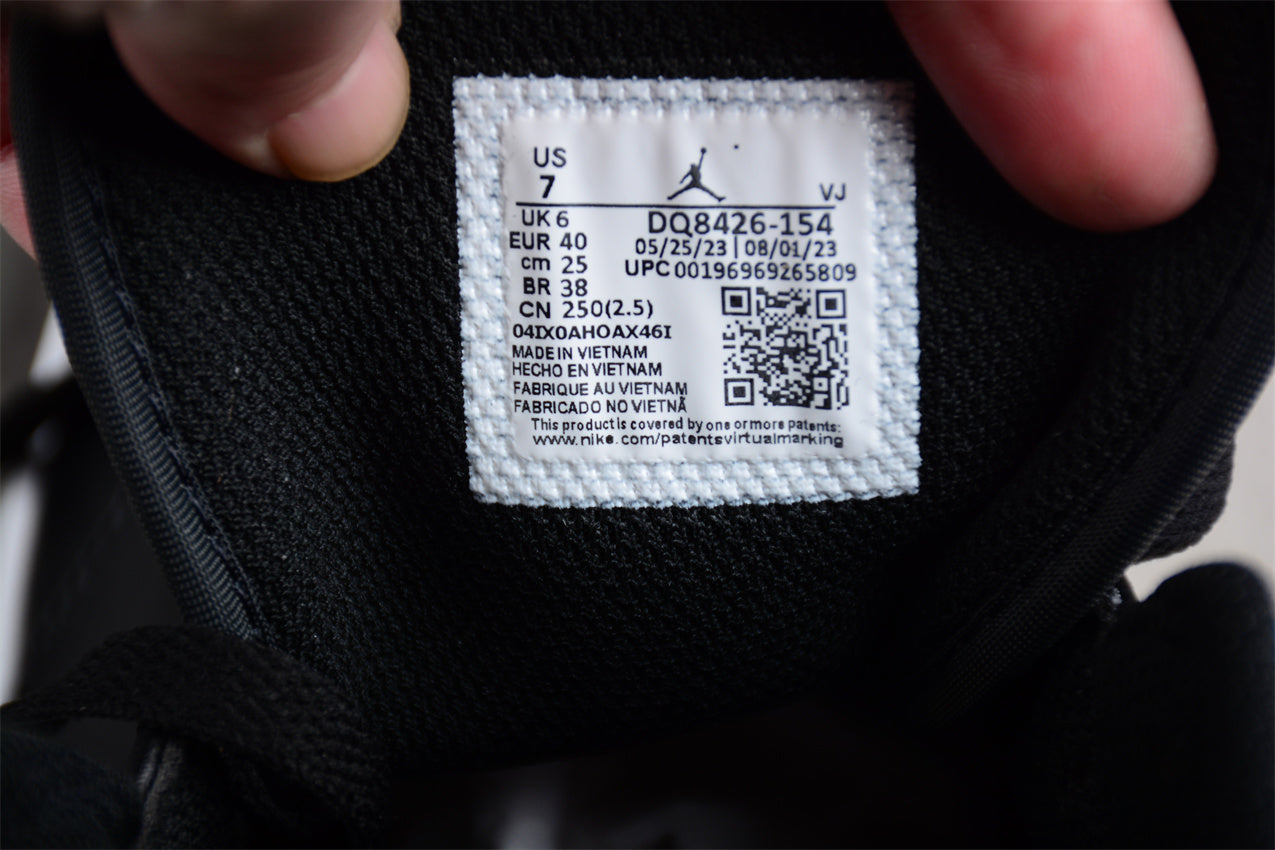 US
7
VJ
UK 6
DQ8426-154
EUR 40
05/25/23 | 08/01/23
cm 25
UPC 00196969265809
BR 38
CN 250(2.5)
04IX0AHOAX46I
MADE IN VIETNAM
HECHO EN VIETNAM
FABRIQUE AU VIETNAM
FABRICADO NO VIETNÃ
This product is covered by one or more patents:
www.nike.com/patentsvirtualmarking